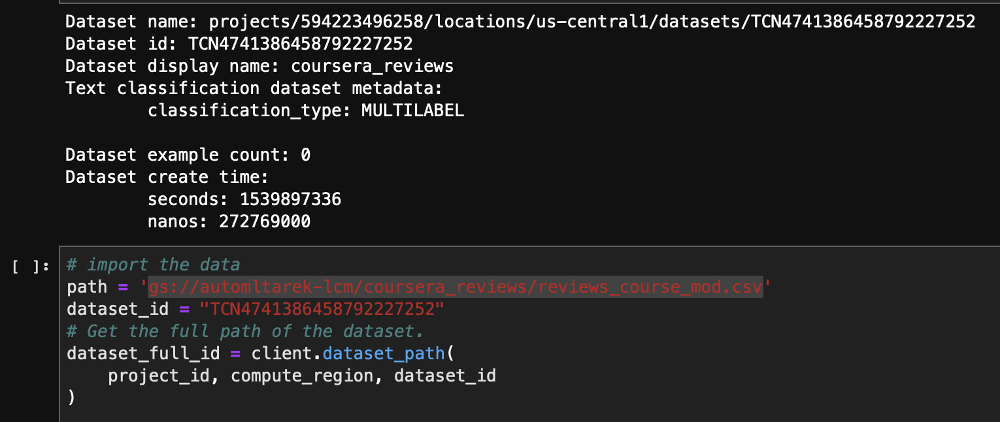 Dataset name: projects/594223496258/locations/us-central1/datasets/TCN4741386458792227252
Dataset id: TCN4741386458792227252
Dataset display name: coursera_reviews
Text classification dataset metadata:
        classification_type: MULTILABEL
Dataset example count: 0
Dataset create time:
        seconds: 1539897336
        nanos: 272769000
[ ]: # import the data
path = 'gs://automltarek-lcm/coursera_reviews/reviews_course_mod.csv'
dataset_id = "TCN4741386458792227252"
# Get the full path of the dataset.
dataset_full_id = client.dataset_path(
    project_id, compute_region, dataset_id
)